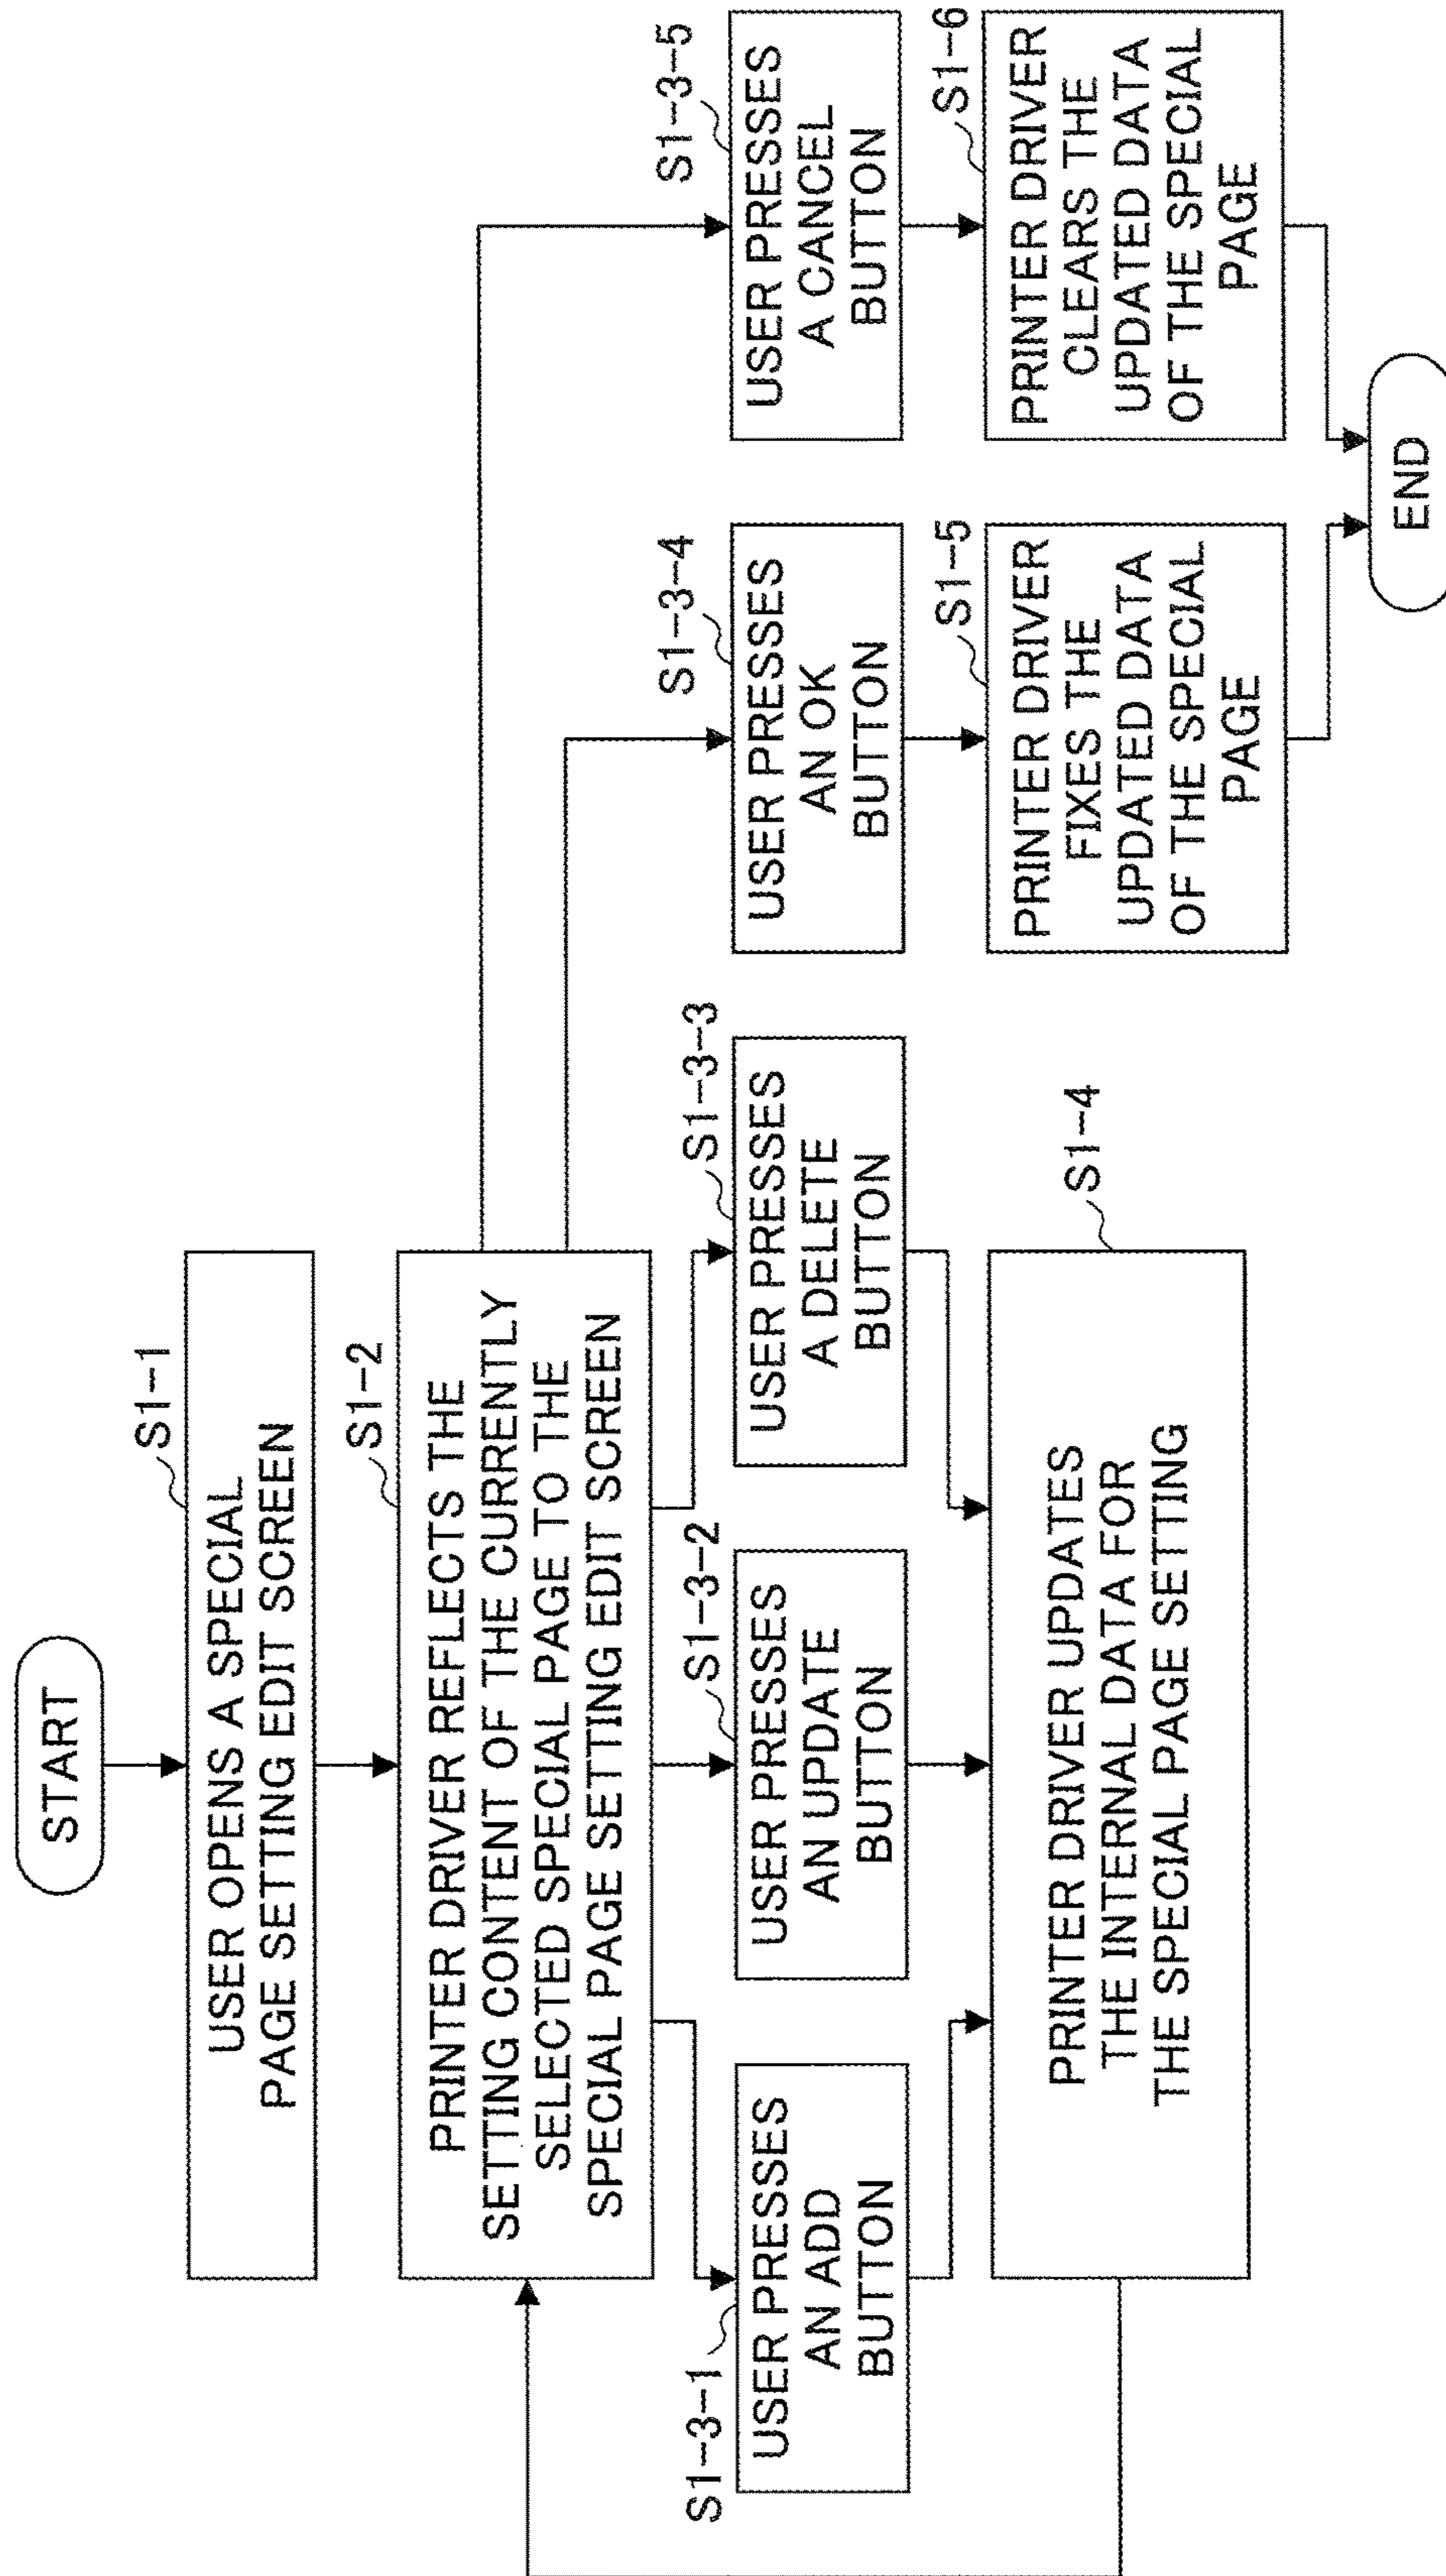 START
S1-1
USER OPENS A SPECIAL
PAGE SETTING EDIT SCREEN
S1-2
PRINTER DRIVER REFLECTS THE
SETTING CONTENT OF THE CURRENTLY
SELECTED SPECIAL PAGE TO THE
SPECIAL PAGE SETTING EDIT SCREEN
S1-3-1
USER PRESSES
AN ADD
BUTTON
S1-3-2
USER PRESSES
AN UPDATE
BUTTON
S1-3-3
USER PRESSES
A DELETE
BUTTON
S1-3-4
USER PRESSES
AN OK
BUTTON
S1-3-5
USER PRESSES
A CANCEL
BUTTON
S1-4
PRINTER DRIVER UPDATES
THE INTERNAL DATA FOR
THE SPECIAL PAGE SETTING
S1-5
PRINTER DRIVER
FIXES THE
UPDATED DATA
OF THE SPECIAL
PAGE
S1-6
PRINTER DRIVER
CLEARS THE
UPDATED DATA
OF THE SPECIAL
PAGE
END